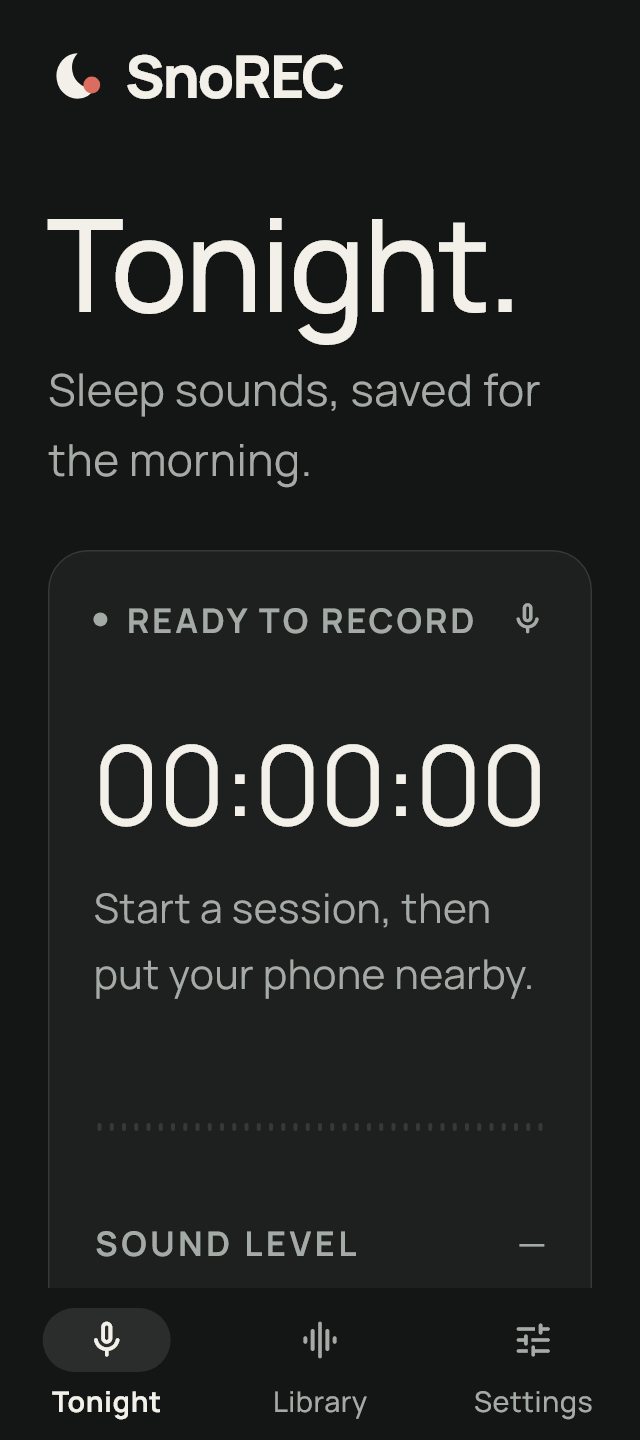 SnoREC
Tonight.
Sleep sounds, saved for
the morning.
READY TO RECORD
00:00:00
Start a session, then
put your phone nearby.
SOUND LEVEL —
Tonight Library Settings